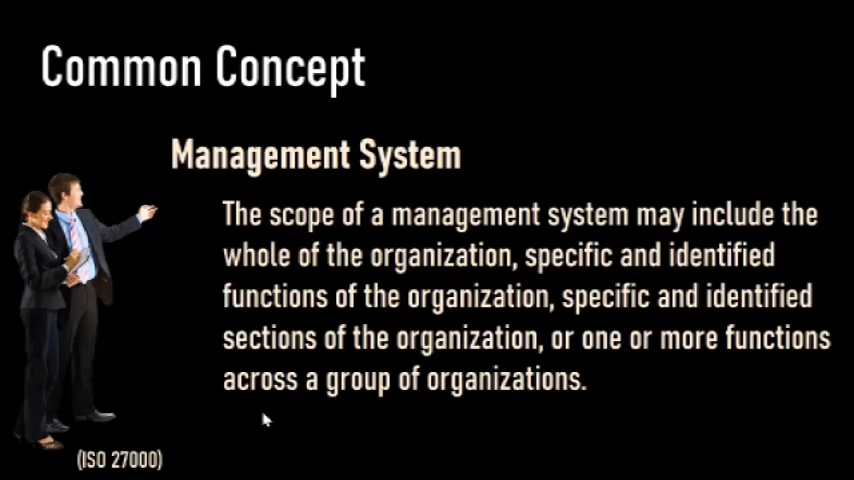 Common Concept
Management System
The scope of a management system may include the
whole of the organization, specific and identified
functions of the organization, specific and identified
sections of the organization, or one or more functions
across a group of organizations.
(ISO 27000)